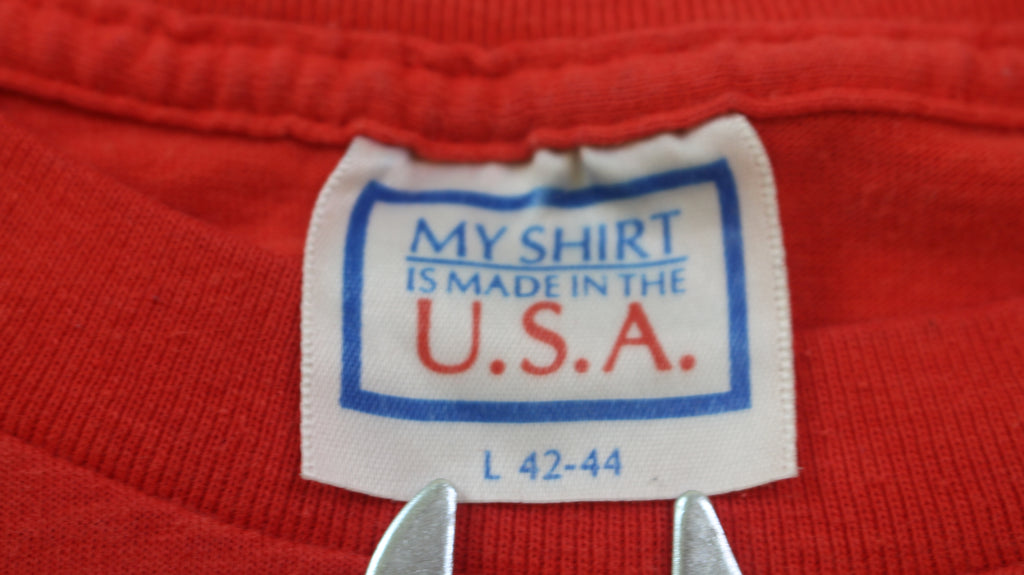 MY SHIRT
IS MADE IN THE
U.S.A.
L 42-44